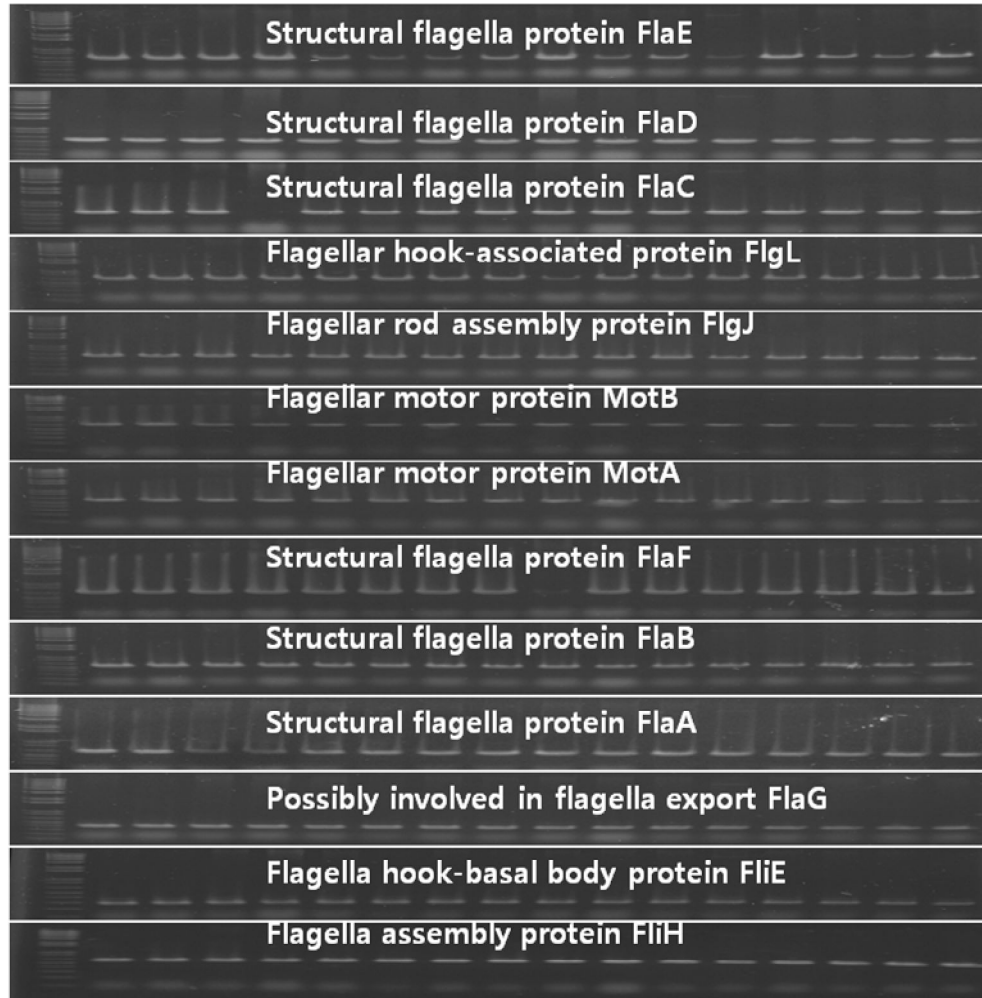 Structural flagella protein FlaE
Structural flagella protein FlaD
Structural flagella protein FlaC
Flagellar hook-associated protein FlgL
Flagellar rod assembly protein FlgJ
Flagellar motor protein MotB
Flagellar motor protein MotA
Structural flagella protein FlaF
Structural flagella protein FlaB
Structural flagella protein FlaA
Possibly involved in flagella export FlaG
Flagella hook-basal body protein FliE
Flagella assembly protein FliH